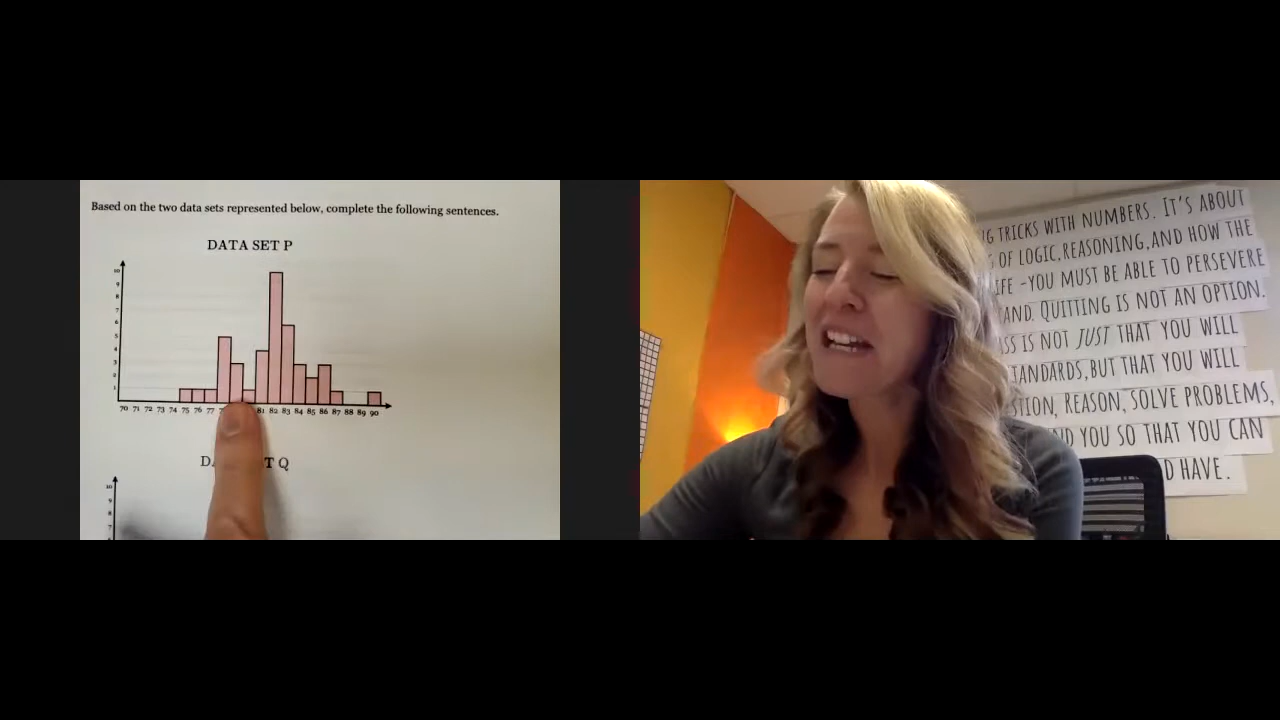 Based on the two data sets represented below, complete the following sentences.
DATA SET P
10
9
8
7
6
5
4
3
2
1
70 71 72 73 74 75 76 77 81 82 83 84 85 86 87 88 89 90
T Q
10
9
8
7
TRICKS WITH NUMBERS. IT'S ABOUT
OF LOGIC, REASONING, AND HOW THE
-YOU MUST BE ABLE TO PERSEVERE
AND. QUITTING IS NOT AN OPTION.
IS NOT JUST THAT YOU WILL
TANDARDS, BUT THAT YOU WILL
STION, REASON, SOLVE PROBLEMS,
YOU SO THAT YOU CAN
HAVE.